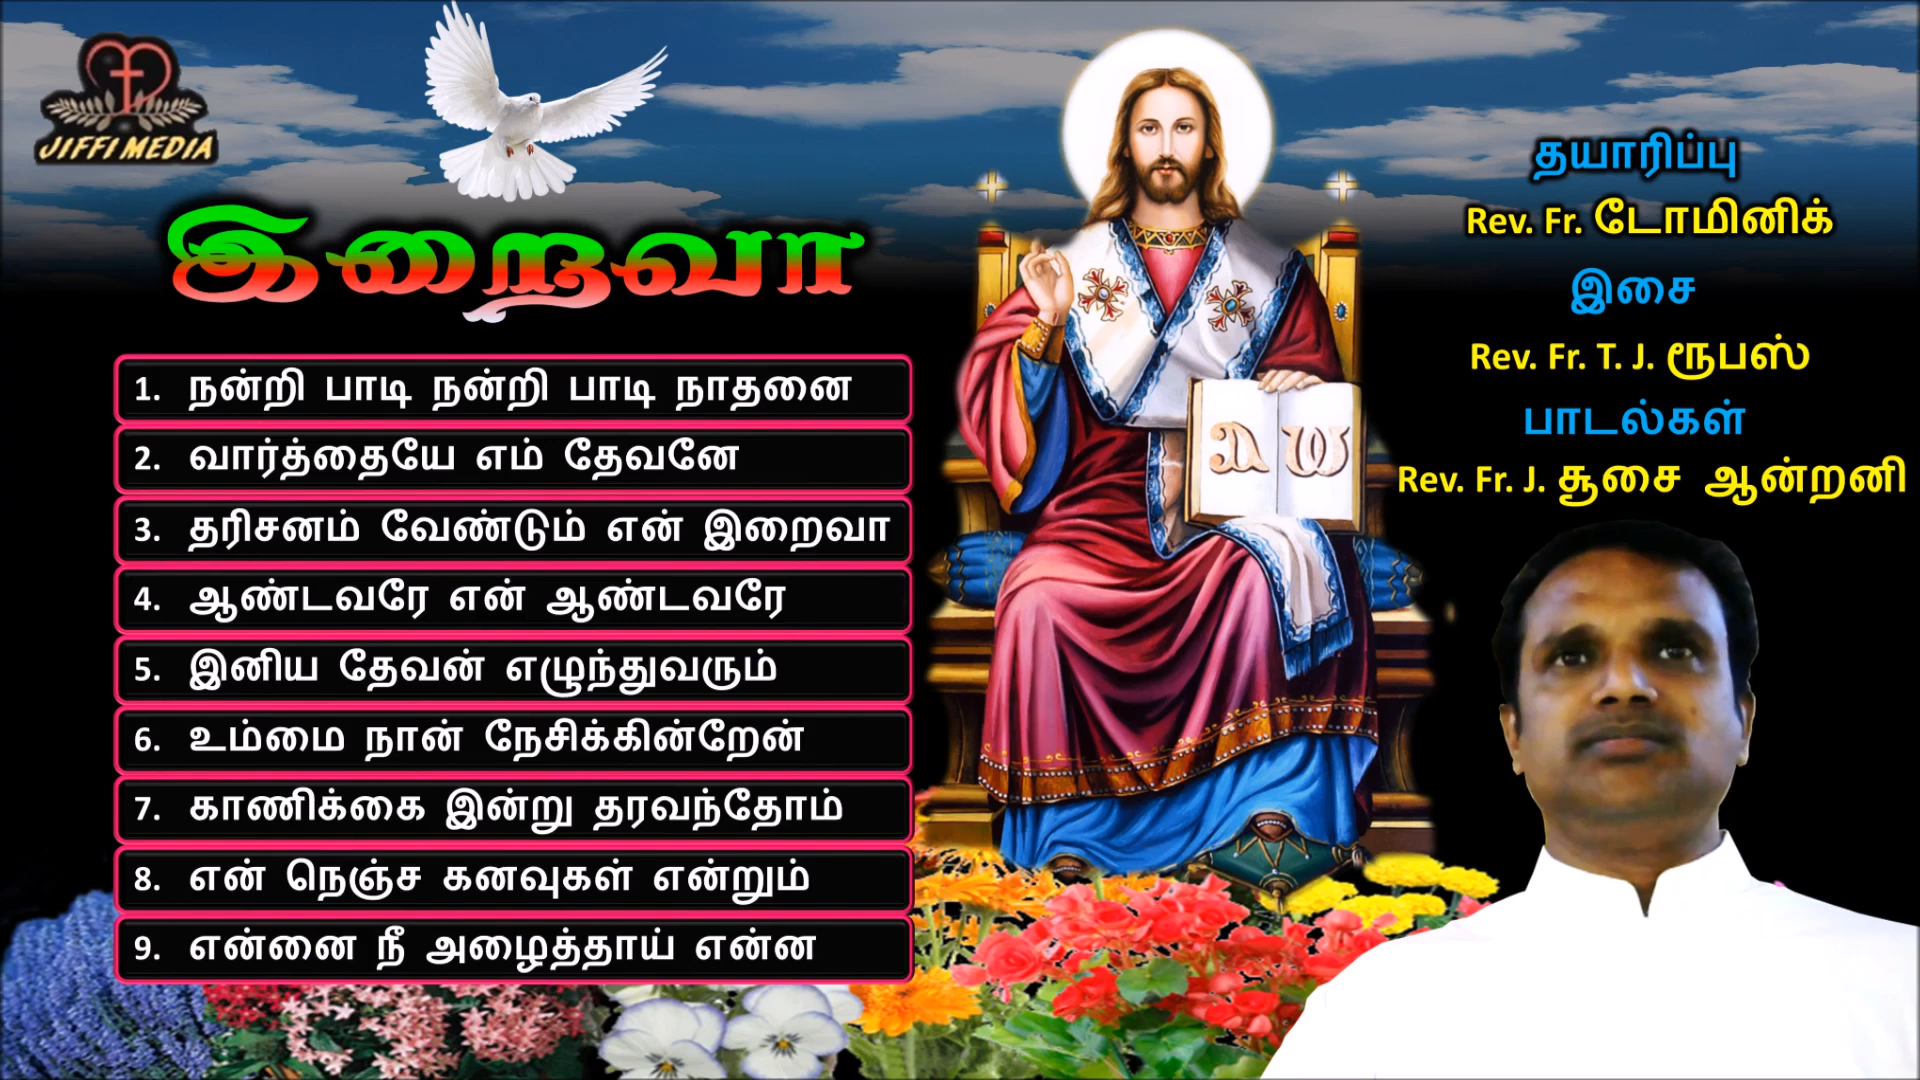 JIFFI MEDIA
இறைவா
1. நன்றி பாடி நன்றி பாடி நாதனை
2. வார்த்தையே எம் தேவனே
3. தரிசனம் வேண்டும் என் இறைவா
4. ஆண்டவரே என் ஆண்டவரே
5. இனிய தேவன் எழுந்துவரும்
6. உம்மை நான் நேசிக்கின்றேன்
7. காணிக்கை இன்று தரவந்தோம்
8. என் நெஞ்ச கனவுகள் என்றும்
9. என்னை நீ அழைத்தாய் என்ன
தயாரிப்பு
Rev. Fr. டோமினிக்
இசை
Rev. Fr. T. J. ரூபஸ்
பாடல்கள்
Rev. Fr. J. சூசை ஆன்றனி